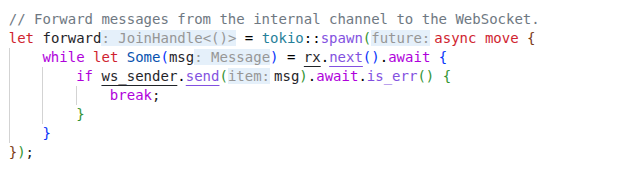 // Forward messages from the internal channel to the WebSocket.
let forward: JoinHandle<()> = tokio::spawn(future: async move {
    while let Some(msg: Message) = rx.next().await {
        if ws_sender.send(item: msg).await.is_err() {
            break;
        }
    }
});